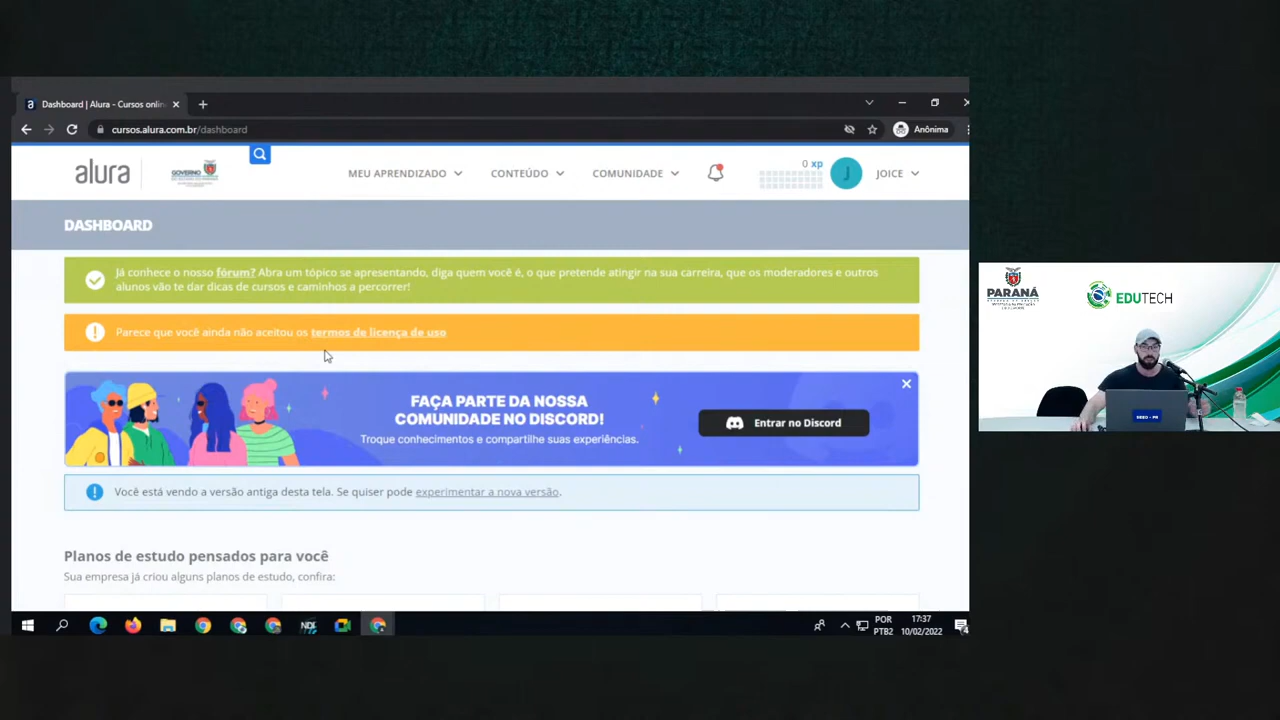 Dashboard | Alura - Cursos onlin
cursos.alura.com.br/dashboard
Anônima
alura
GOVERNO
MEU APRENDIZADO
CONTEÚDO
COMUNIDADE
0 xp
J
JOICE
DASHBOARD
Já conhece o nosso fórum? Abra um tópico se apresentando, diga quem você é, o que pretende atingir na sua carreira, que os moderadores e outros
alunos vão te dar dicas de cursos e caminhos a percorrer!
Parece que você ainda não aceitou os termos de licença de uso
FAÇA PARTE DA NOSSA
COMUNIDADE NO DISCORD!
Troque conhecimentos e compartilhe suas experiências.
Entrar no Discord
Você está vendo a versão antiga desta tela. Se quiser pode experimentar a nova versão.
Planos de estudo pensados para você
Sua empresa já criou alguns planos de estudo, confira:
NDI
POR
PTB2
17:37
10/02/2022
4
PARANÁ
EDUTECH
SEED - PR